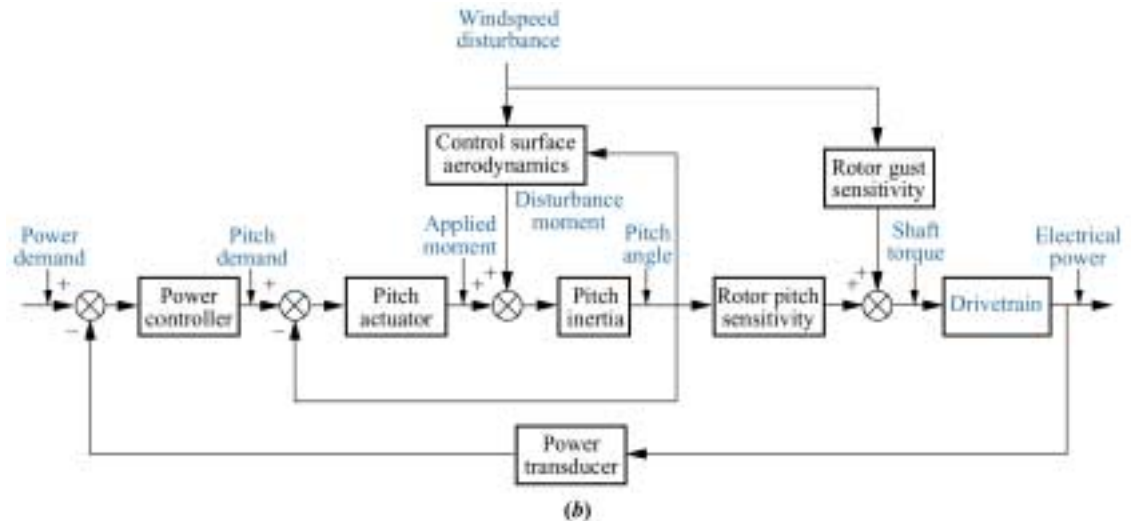 Windspeed
disturbance
Control surface
aerodynamics
Rotor gust
sensitivity
Disturbance
moment
Applied
moment
Pitch
angle
Shaft
torque
Electrical
power
Power
demand
Pitch
demand
+
+
+
+
+
+
Power
controller
Pitch
actuator
Pitch
inertia
Rotor pitch
sensitivity
Drivetrain
−
−
Power
transducer
(b)